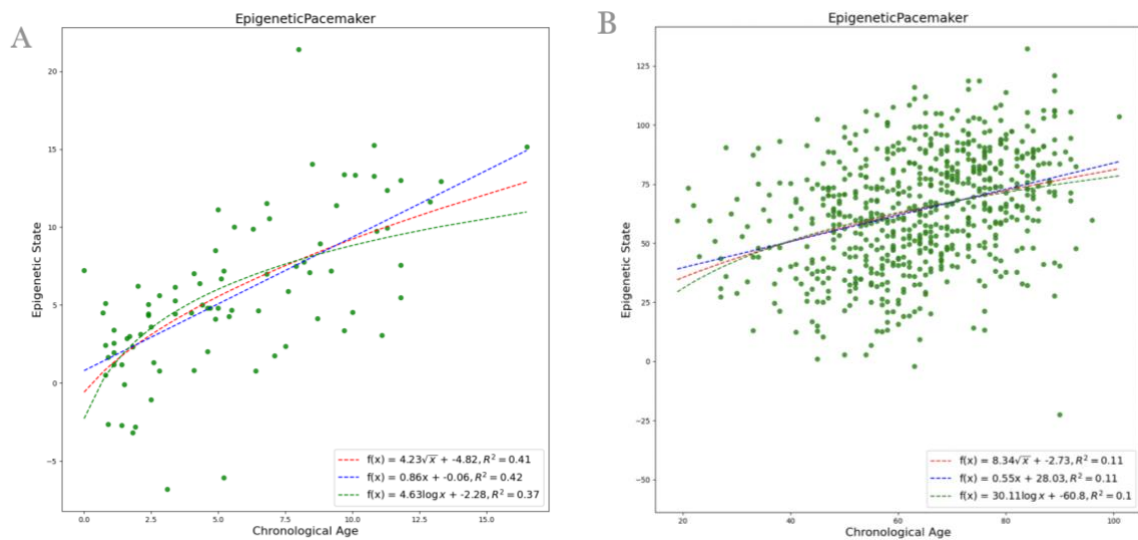 A
EpigeneticPacemaker
Epigenetic State
20
15
10
5
0
−5
0.0 2.5 5.0 7.5 10.0 12.5 15.0
Chronological Age
f(x) = 4.23√x + -4.82, R² = 0.41
f(x) = 0.86x + -0.06, R² = 0.42
f(x) = 4.63logx + -2.28, R² = 0.37
B
EpigeneticPacemaker
Epigenetic State
125
100
75
50
25
0
−25
−50
20 40 60 80 100
Chronological Age
f(x) = 8.34√x + -2.73, R² = 0.11
f(x) = 0.55x + 28.03, R² = 0.11
f(x) = 30.11logx + -60.8, R² = 0.1